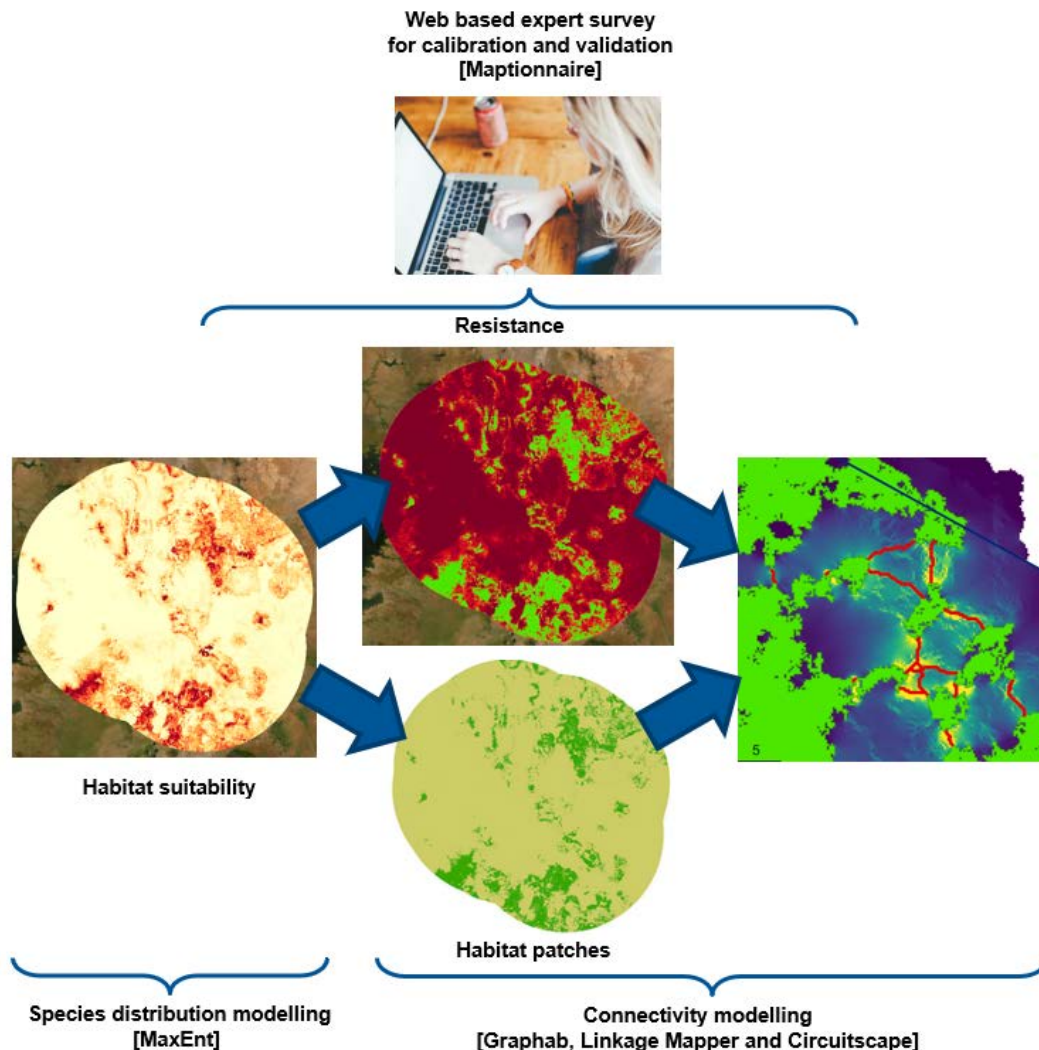 Web based expert survey
for calibration and validation
[Maptionnaire]
Resistance
5
Habitat suitability
Habitat patches
Species distribution modelling
[MaxEnt]
Connectivity modelling
[Graphab, Linkage Mapper and Circuitscape]